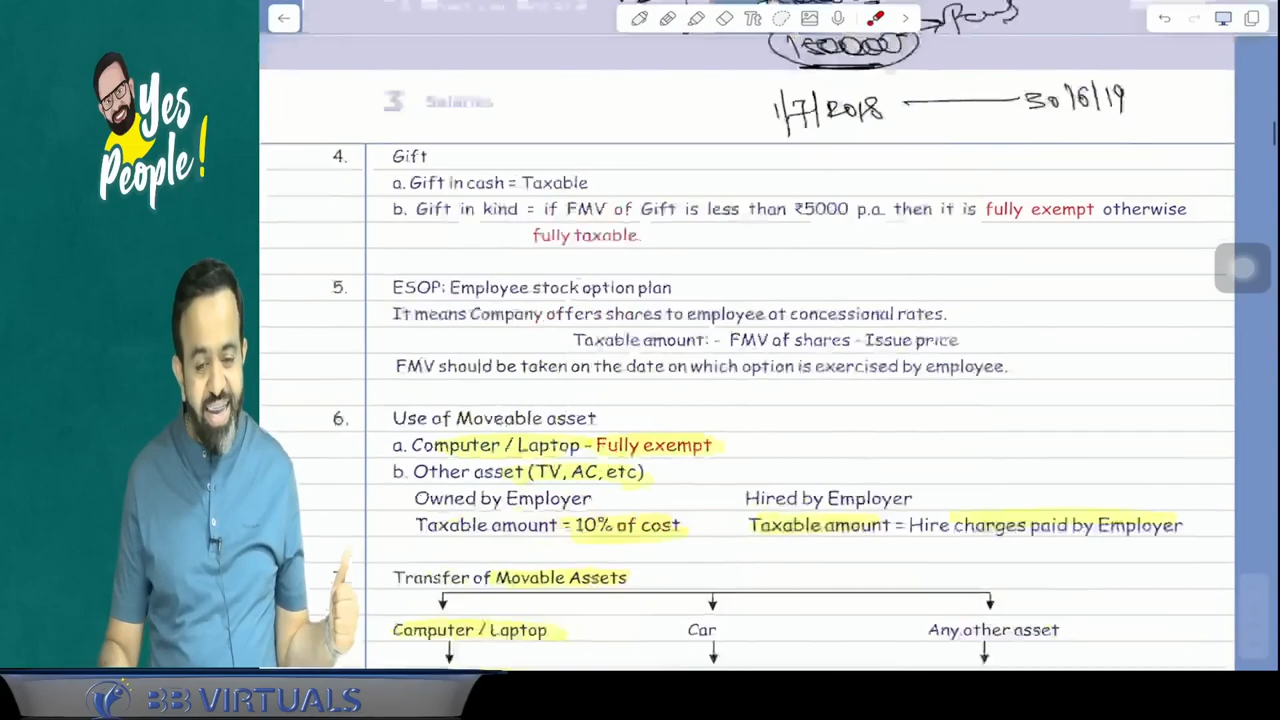 1500000
1/7/2018 — 30/6/19
3 Salaries
Yes
People!
4. Gift
a. Gift in cash = Taxable
b. Gift in kind = if FMV of Gift is less than ₹5000 p.a. then it is fully exempt otherwise
fully taxable.
5. ESOP: Employee stock option plan
It means Company offers shares to employee at concessional rates.
Taxable amount: - FMV of shares - Issue price
FMV should be taken on the date on which option is exercised by employee.
6. Use of Moveable asset
a. Computer / Laptop - Fully exempt
b. Other asset (TV, AC, etc)
Owned by Employer Hired by Employer
Taxable amount = 10% of cost Taxable amount = Hire charges paid by Employer
Transfer of Movable Assets
Computer / Laptop Car Any other asset
BB VIRTUALS